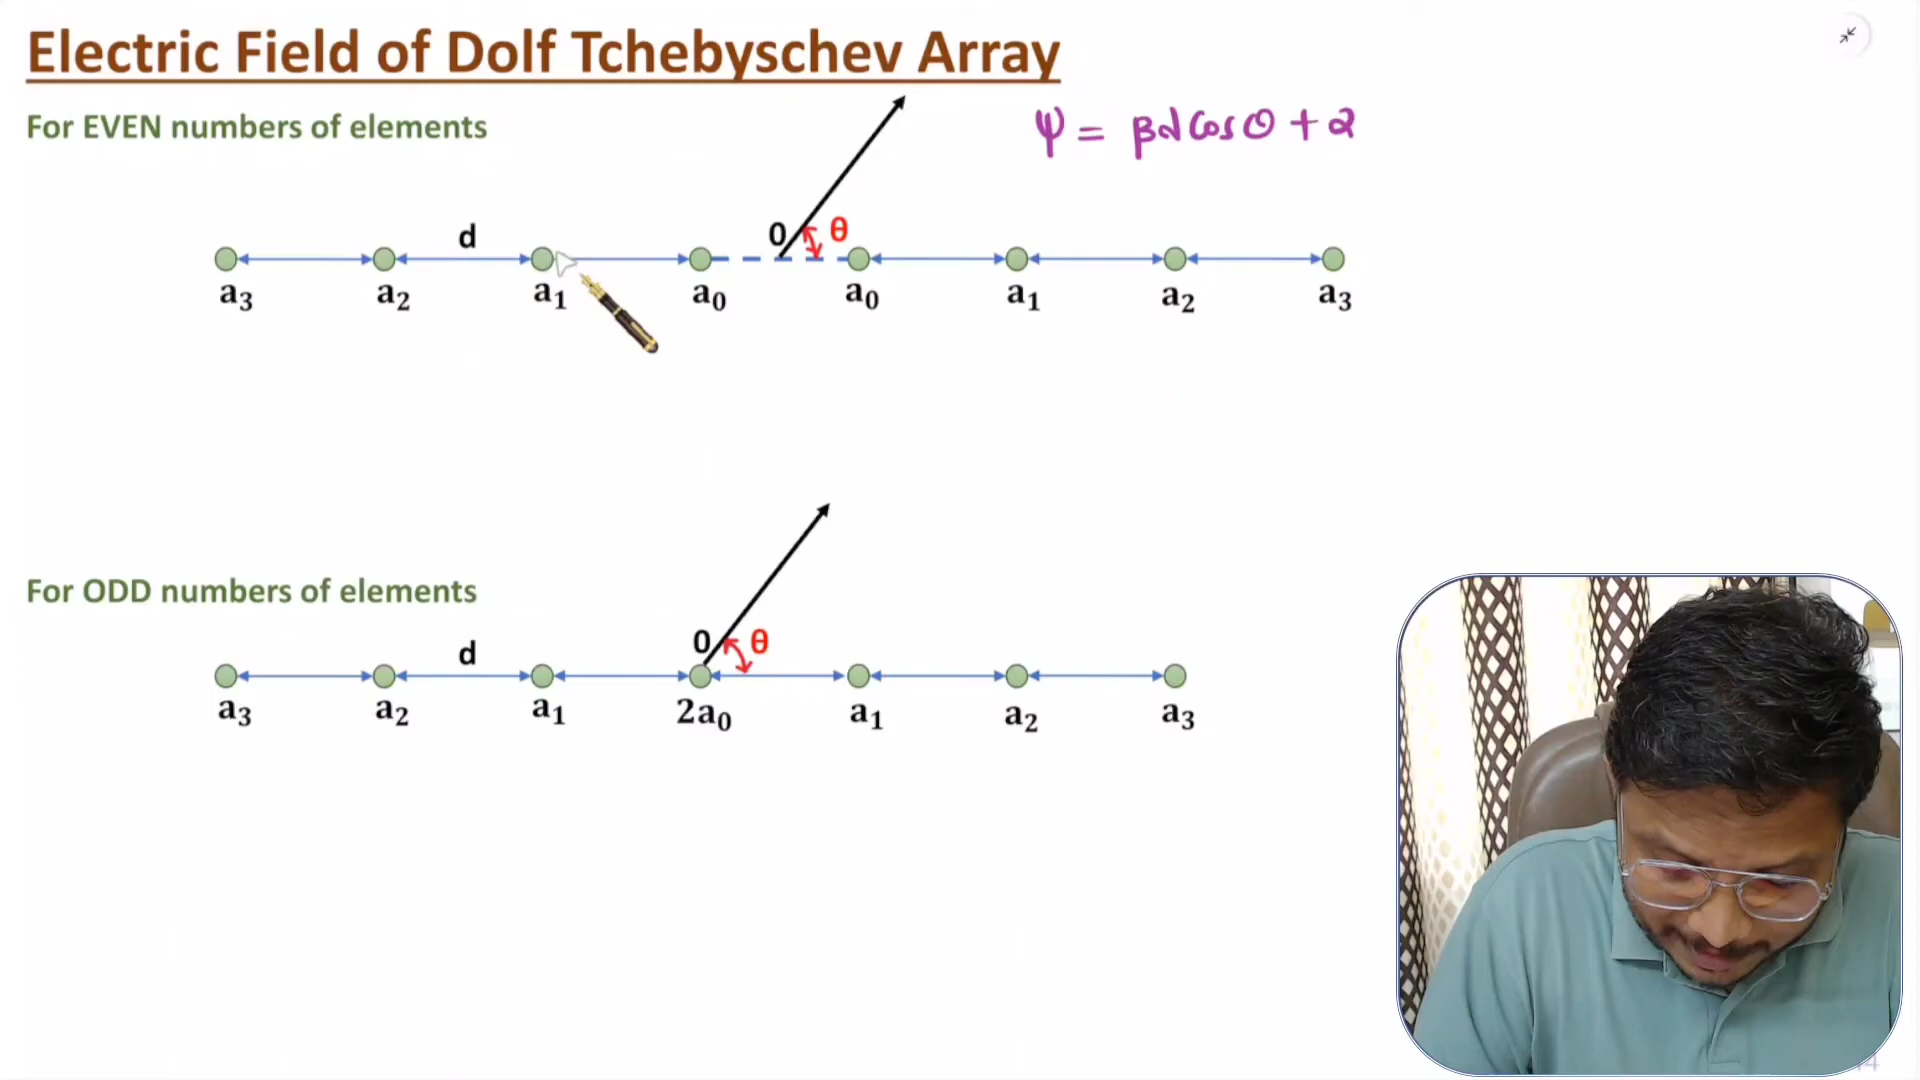 Electric Field of Dolf Tchebyschev Array
For EVEN numbers of elements
ψ = βd Cos θ + α
d
0 θ
a₃ a₂ a₁ a₀ a₀ a₁ a₂ a₃
For ODD numbers of elements
d
0 θ
a₃ a₂ a₁ 2a₀ a₁ a₂ a₃